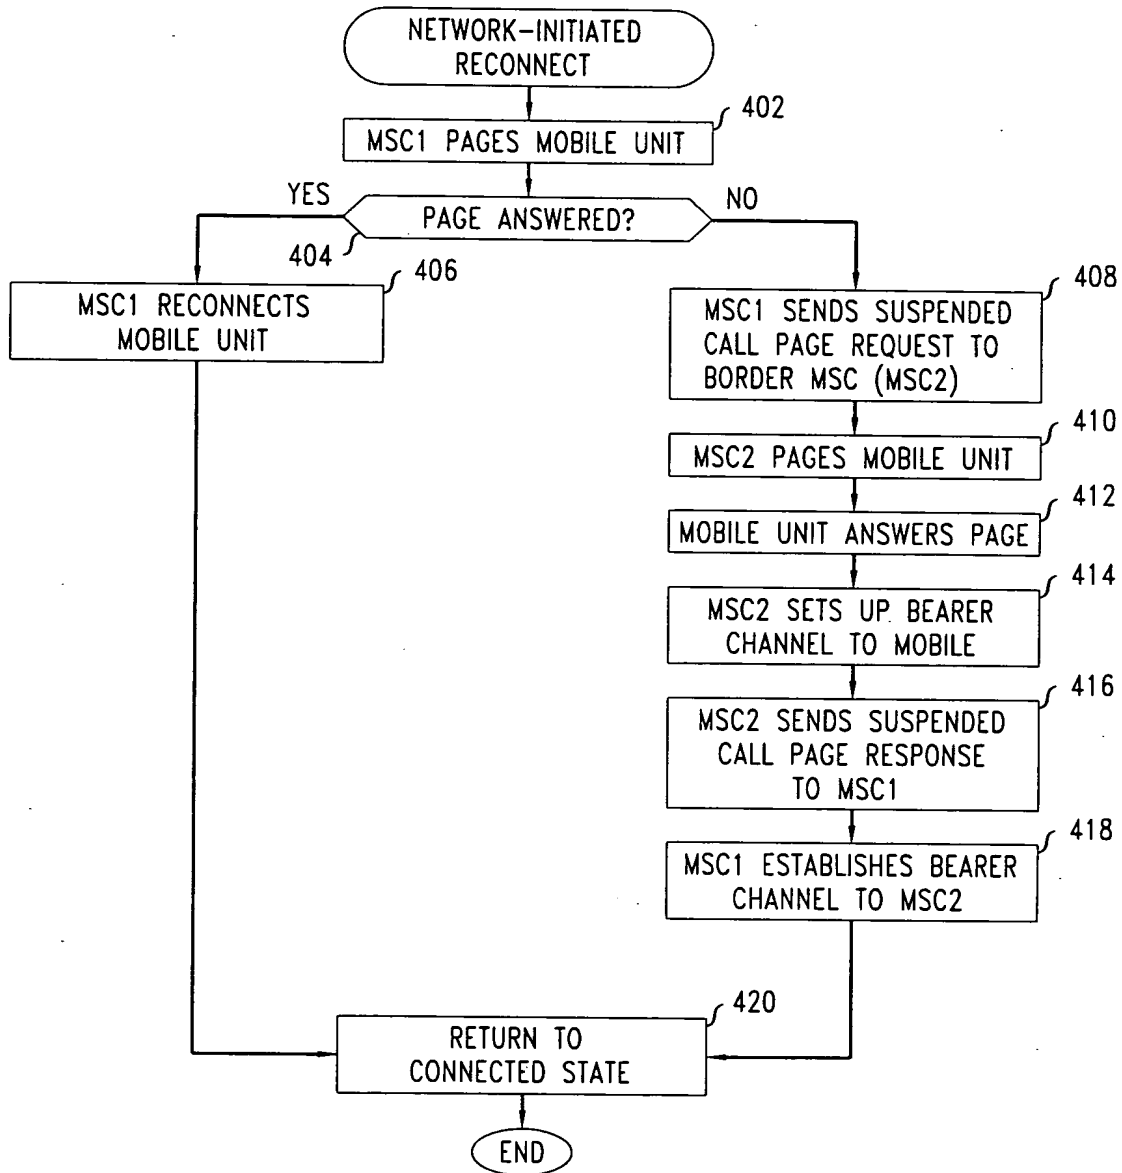 NETWORK-INITIATED
RECONNECT
402
MSC1 PAGES MOBILE UNIT
YES
PAGE ANSWERED?
NO
404
406
MSC1 RECONNECTS
MOBILE UNIT
408
MSC1 SENDS SUSPENDED
CALL PAGE REQUEST TO
BORDER MSC (MSC2)
410
MSC2 PAGES MOBILE UNIT
412
MOBILE UNIT ANSWERS PAGE
414
MSC2 SETS UP BEARER
CHANNEL TO MOBILE
416
MSC2 SENDS SUSPENDED
CALL PAGE RESPONSE
TO MSC1
418
MSC1 ESTABLISHES BEARER
CHANNEL TO MSC2
420
RETURN TO
CONNECTED STATE
END